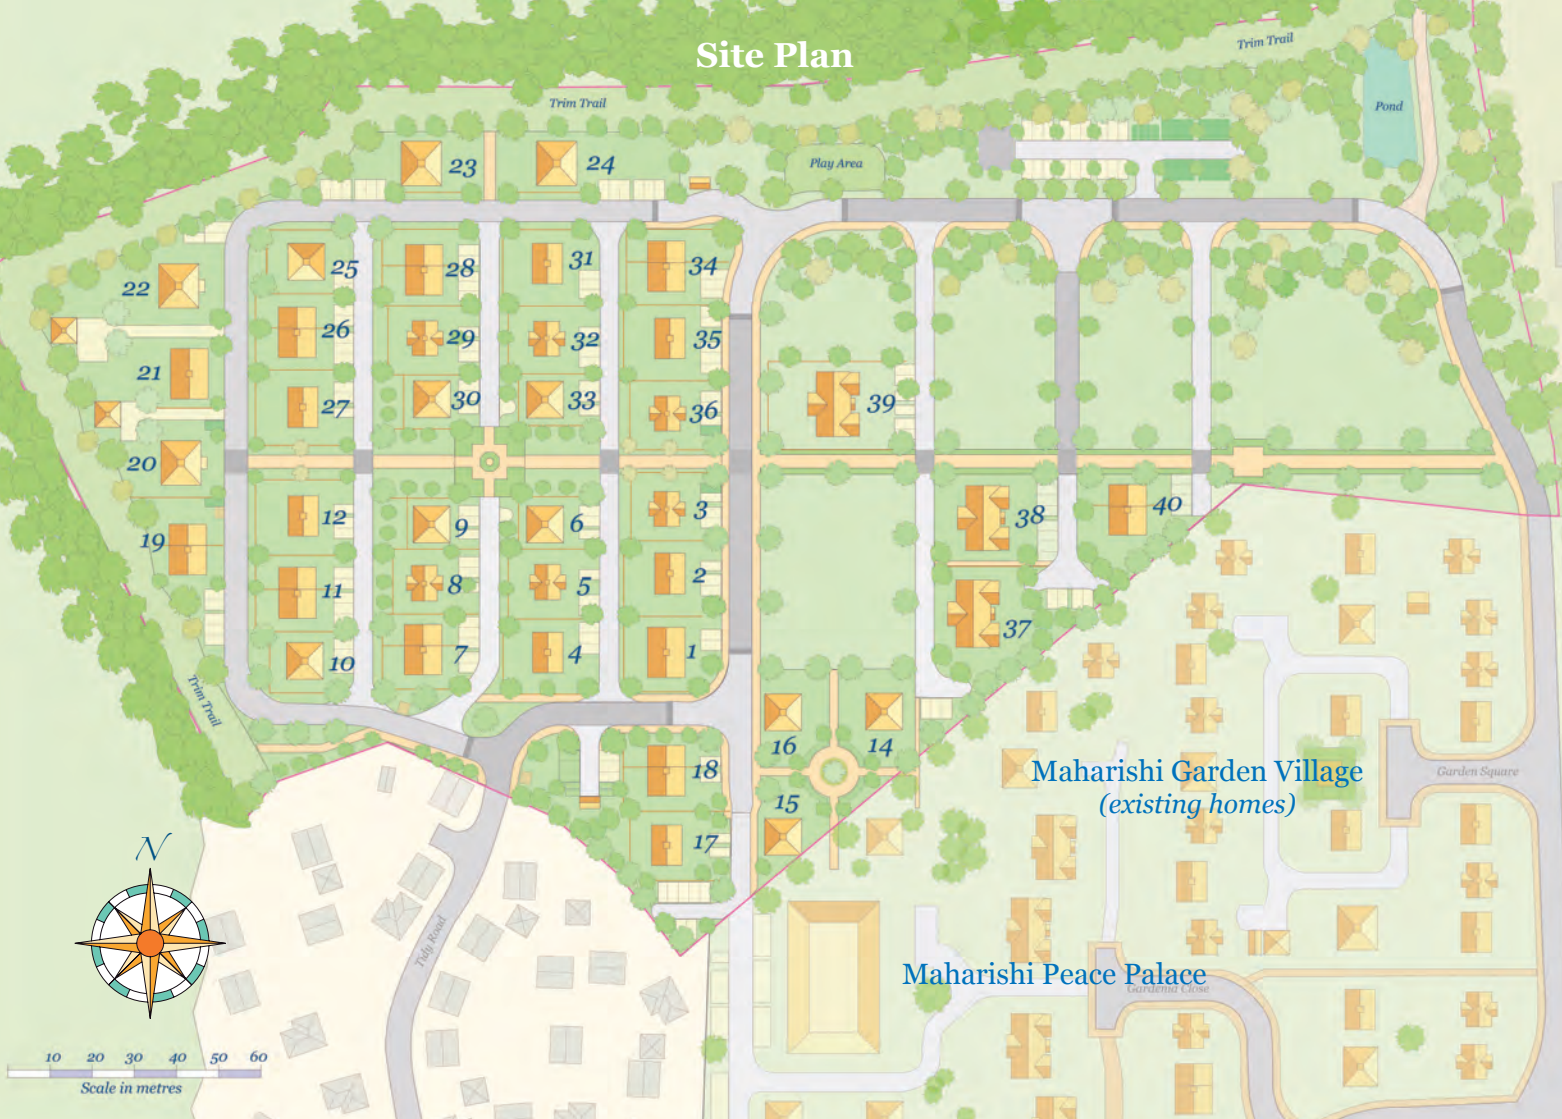 Site Plan
Trim Trail
Trim Trail
Pond
Play Area
23
24
22
25
28
31
34
26
29
32
35
21
27
30
33
36
39
20
12
9
6
3
38
40
19
11
8
5
2
37
10
7
4
1
Trim Trail
16
14
18
15
17
Maharishi Garden Village
(existing homes)
Garden Square
N
Tidy Road
Maharishi Peace Palace
Gardenia Close
10 20 30 40 50 60
Scale in metres